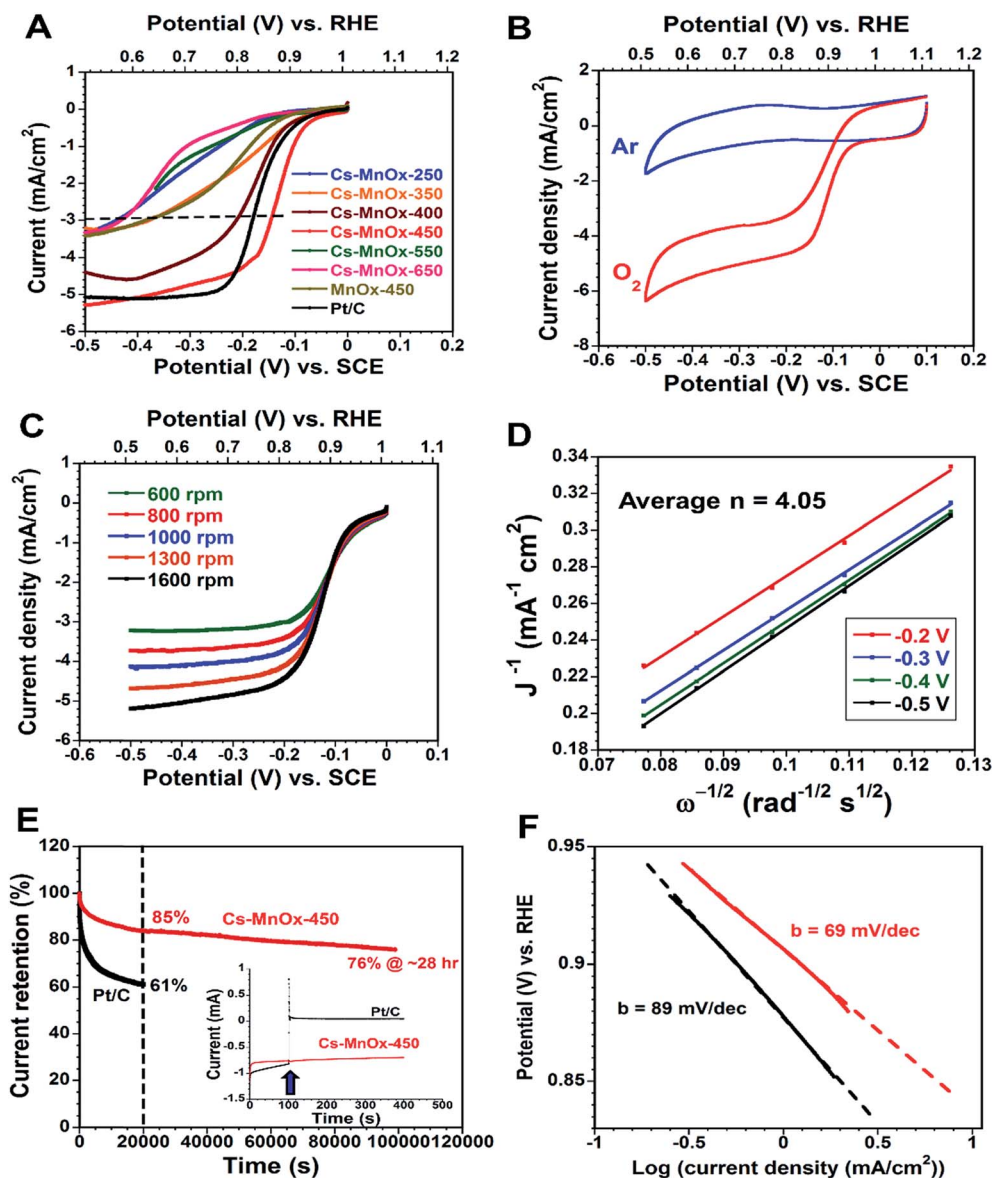 A
Potential (V) vs. RHE
0.6 0.7 0.8 0.9 1 1.1 1.2
1
0
-1
-2
-3
-4
-5
-6
Current (mA/cm²)
Cs-MnOx-250
Cs-MnOx-350
Cs-MnOx-400
Cs-MnOx-450
Cs-MnOx-550
Cs-MnOx-650
MnOx-450
Pt/C
-0.5 -0.4 -0.3 -0.2 -0.1 0 0.1 0.2
Potential (V) vs. SCE
B
Potential (V) vs. RHE
0.5 0.6 0.7 0.8 0.9 1 1.1 1.2
2
0
-2
-4
-6
-8
Current density (mA/cm²)
Ar
O₂
-0.6 -0.5 -0.4 -0.3 -0.2 -0.1 0 0.1 0.2
Potential (V) vs. SCE
C
Potential (V) vs. RHE
0.5 0.6 0.7 0.8 0.9 1 1.1
1
0
-1
-2
-3
-4
-5
-6
Current density (mA/cm²)
600 rpm
800 rpm
1000 rpm
1300 rpm
1600 rpm
-0.6 -0.5 -0.4 -0.3 -0.2 -0.1 0 0.1
Potential (V) vs. SCE
D
0.34
0.32
0.3
0.28
0.26
0.24
0.22
0.2
0.18
J⁻¹ (mA⁻¹ cm²)
Average n = 4.05
-0.2 V
-0.3 V
-0.4 V
-0.5 V
0.07 0.08 0.09 0.1 0.11 0.12 0.13
ω⁻¹/² (rad⁻¹/² s¹/²)
E
120
100
80
60
40
20
0
Current retention (%)
85%
Cs-MnOx-450
76% @ ~28 hr
Pt/C
61%
1
0.5
0
-0.5
-1
-1.5
Current (mA)
Pt/C
Cs-MnOx-450
0 100 200 300 400 500
Time (s)
0 20000 40000 60000 80000 100000 120000
Time (s)
F
0.95
0.9
0.85
Potential (V) vs. RHE
b = 69 mV/dec
b = 89 mV/dec
-1 -0.5 0 0.5 1
Log (current density (mA/cm²))